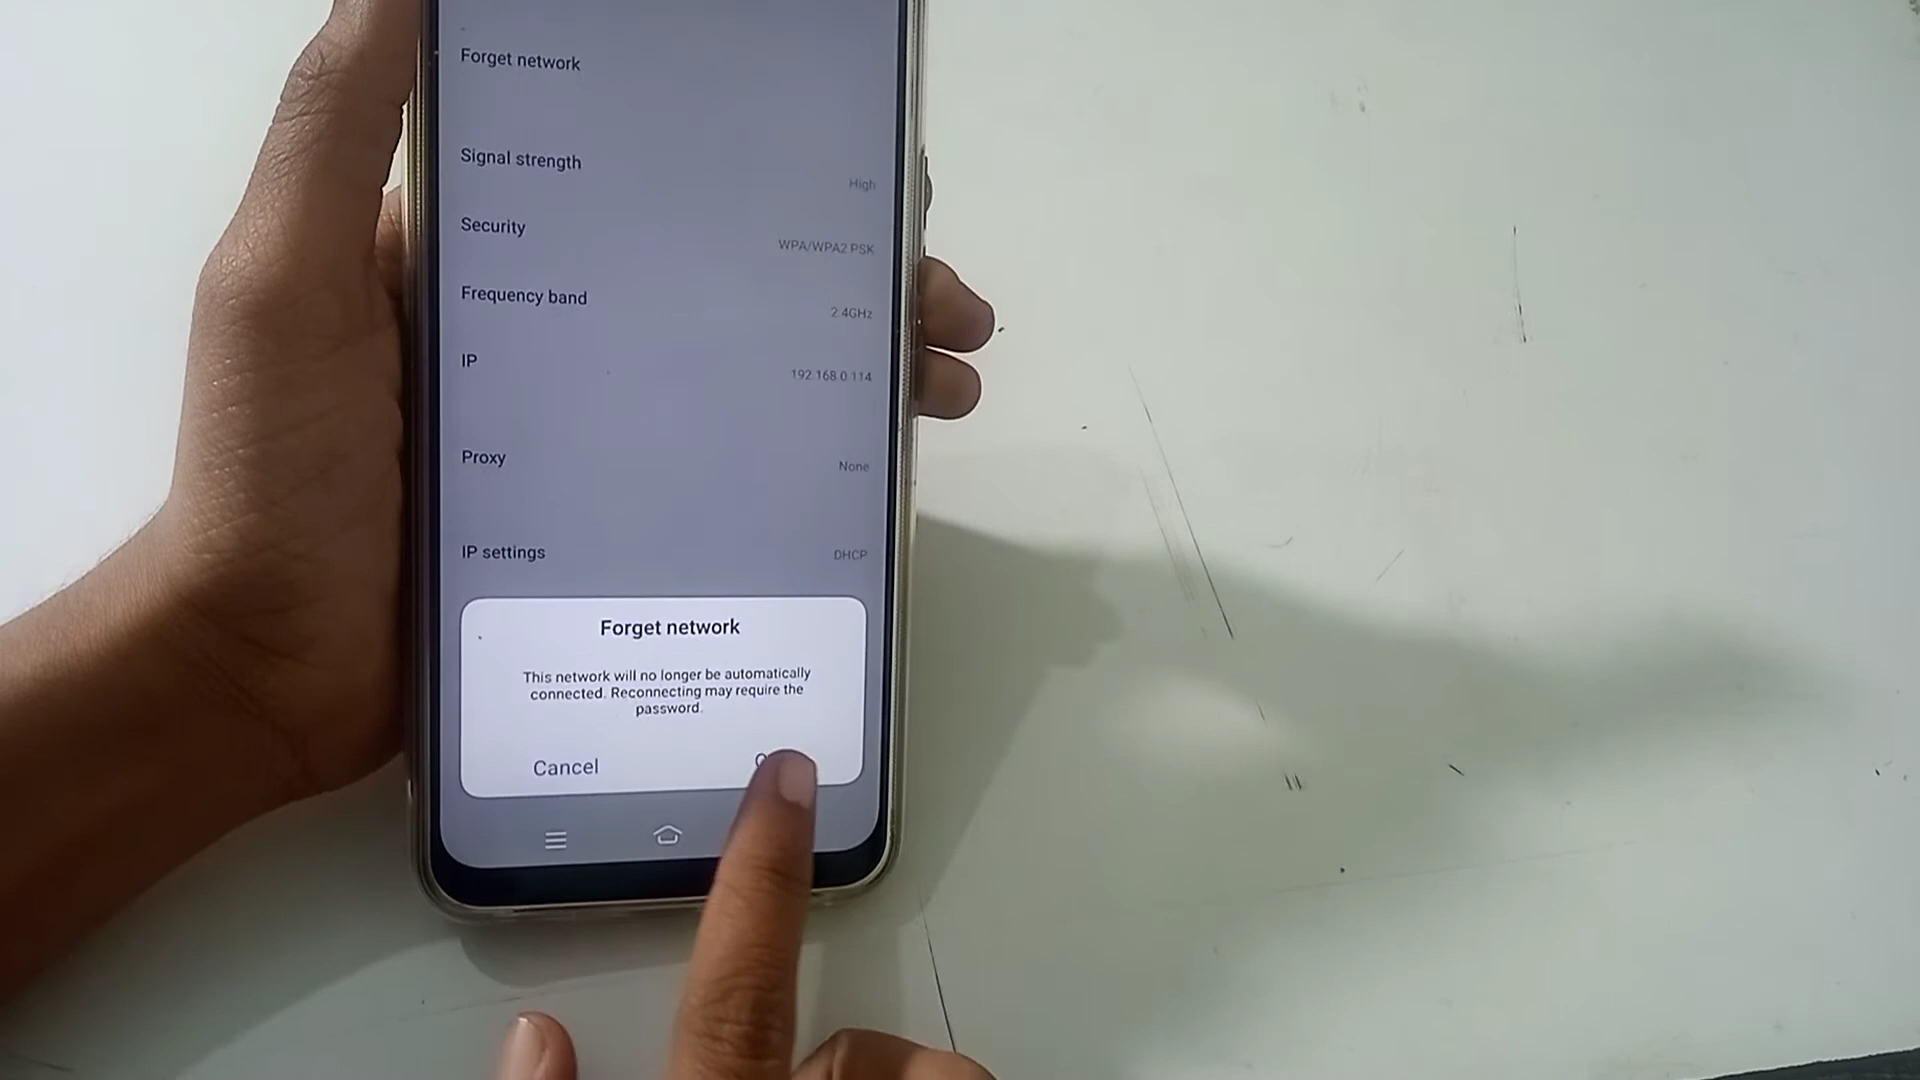 Forget network
Signal strength
High
Security
WPA/WPA2 PSK
Frequency band
2.4GHz
IP
192.168.0.114
Proxy
None
IP settings
DHCP
Forget network
This network will no longer be automatically
connected. Reconnecting may require the
password.
Cancel